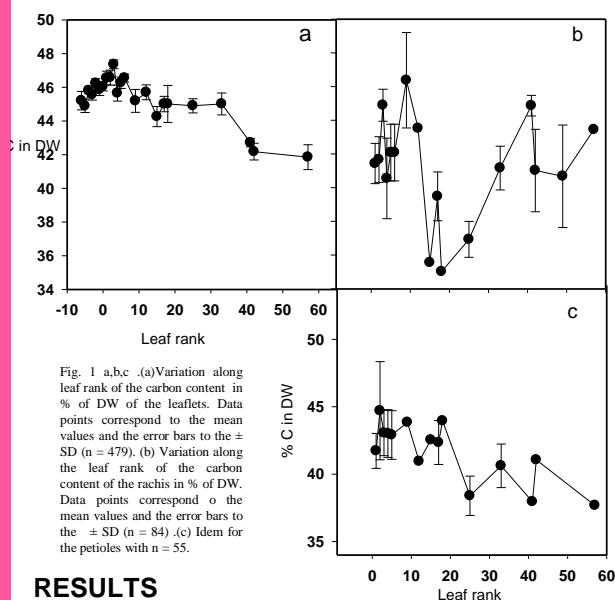 a
b
50
48
46
44
42
40
38
36
34
C in DW
-10 0 10 20 30 40 50 60
Leaf rank
0 10 20 30 40 50 60
c
50
45
40
35
% C in DW
0 10 20 30 40 50 60
Leaf rank
Fig. 1 a,b,c .(a)Variation along
leaf rank of the carbon content in
% of DW of the leaflets. Data
points correspond to the mean
values and the error bars to the ±
SD (n = 479). (b) Variation along
the leaf rank of the carbon
content of the rachis in % of DW.
Data points correspond o the
mean values and the error bars to
the ± SD (n = 84) .(c) Idem for
the petioles with n = 55.
RESULTS